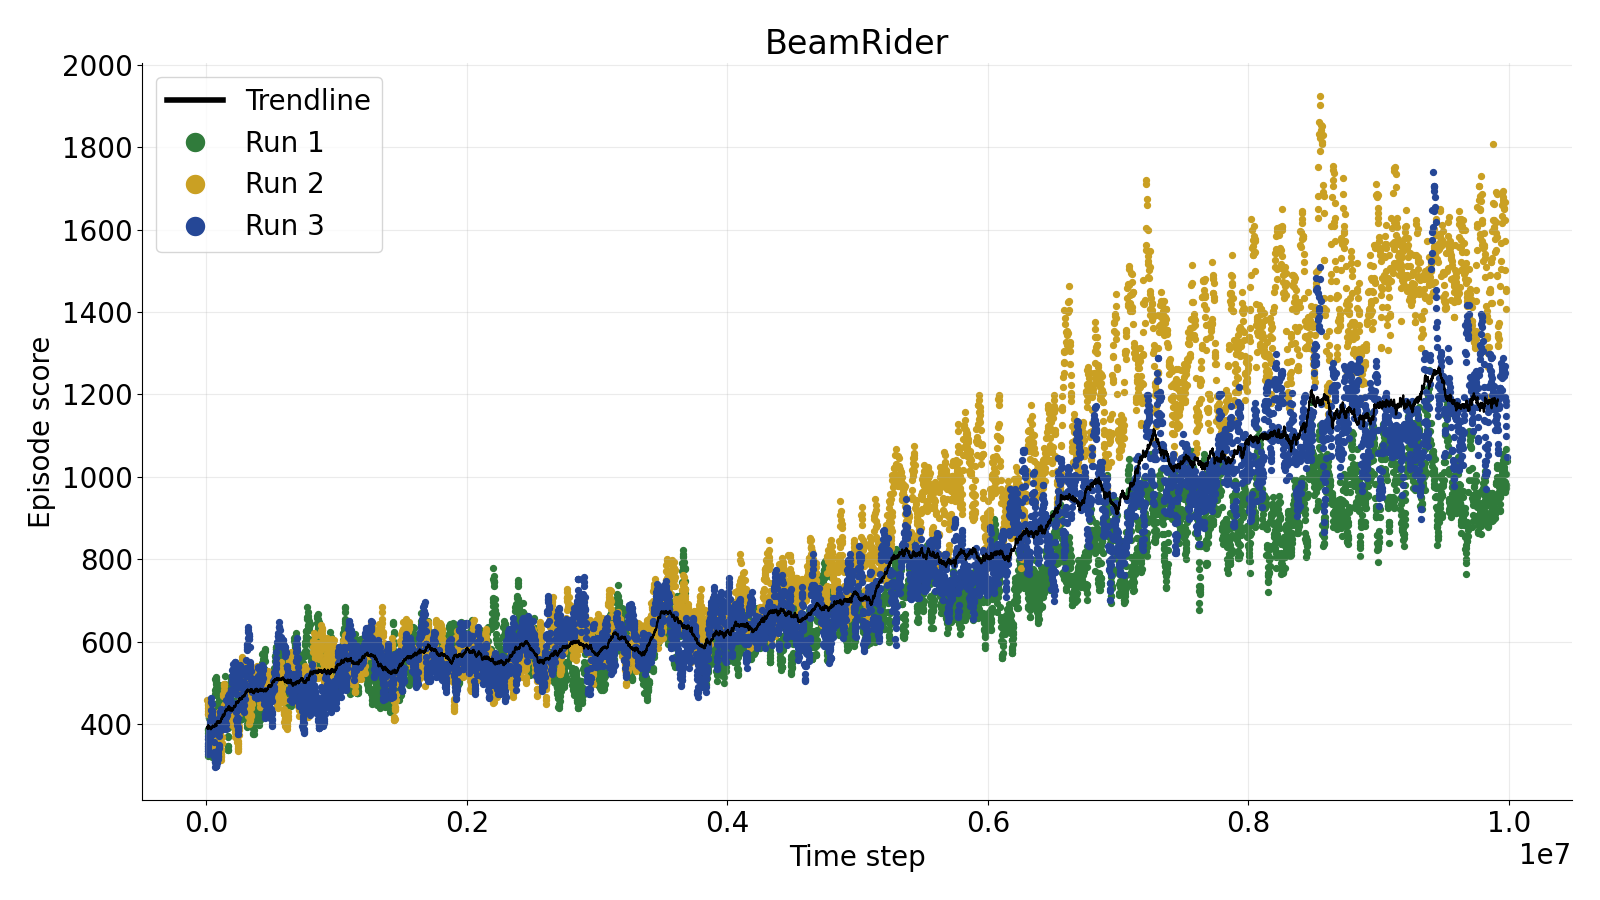 BeamRider
2000
1800
1600
1400
1200
1000
800
600
400
Episode score
Trendline
Run 1
Run 2
Run 3
0.0 0.2 0.4 0.6 0.8 1.0
1e7
Time step